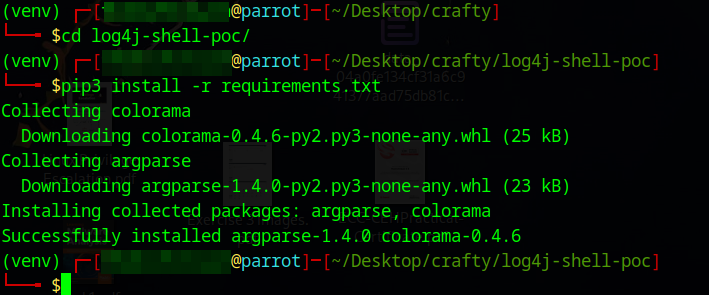 (venv) ┌─[@parrot]─[~/Desktop/crafty]
└──╼ $cd log4j-shell-poc/
(venv) ┌─[@parrot]─[~/Desktop/crafty/log4j-shell-poc]
└──╼ $pip3 install -r requirements.txt
Collecting colorama
  Downloading colorama-0.4.6-py2.py3-none-any.whl (25 kB)
Collecting argparse
  Downloading argparse-1.4.0-py2.py3-none-any.whl (23 kB)
Installing collected packages: argparse, colorama
Successfully installed argparse-1.4.0 colorama-0.4.6
(venv) ┌─[@parrot]─[~/Desktop/crafty/log4j-shell-poc]
└──╼ $